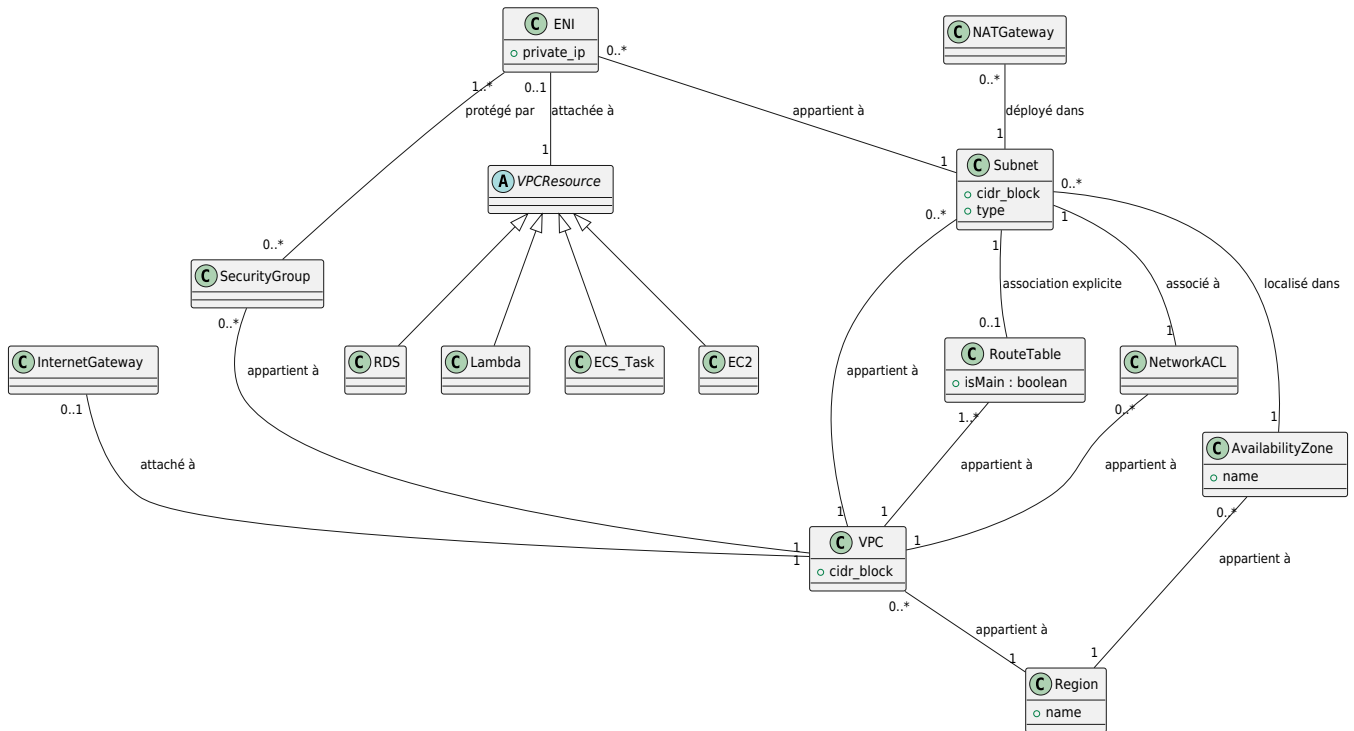 C ENI
private_ip
0..*
C NATGateway
0..*
1..*
0..1
protégé par
attachée à
appartient à
déployé dans
1
1
1
A VPCResource
C Subnet
cidr_block
type
0..*
0..*
1
1
0..*
C SecurityGroup
0..*
association explicite
associé à
localisé dans
0..1
1
C InternetGateway
C RDS
C Lambda
C ECS_Task
C EC2
C RouteTable
isMain : boolean
C NetworkACL
appartient à
appartient à
0..1
1..*
0..*
1
C AvailabilityZone
name
attaché à
appartient à
appartient à
0..*
1
1
1
1
1
C VPC
cidr_block
appartient à
0..*
appartient à
1
1
C Region
name